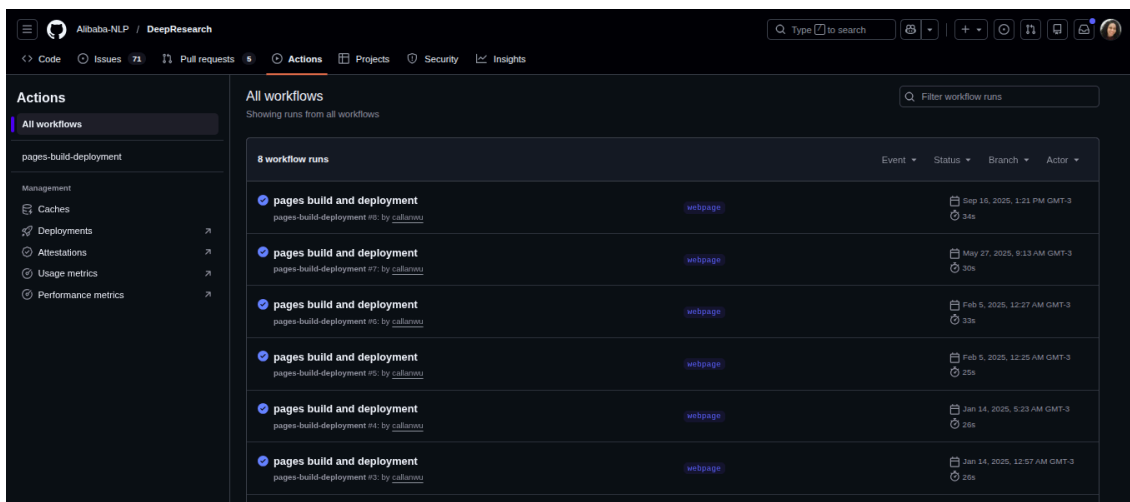 Alibaba-NLP / DeepResearch
Type / to search
Code Issues 71 Pull requests 5 Actions Projects Security Insights
Actions
All workflows
pages-build-deployment
Management
Caches
Deployments
Attestations
Usage metrics
Performance metrics
All workflows
Showing runs from all workflows
Filter workflow runs
8 workflow runs
Event Status Branch Actor
pages build and deployment
pages-build-deployment #8: by callanwu
webpage
Sep 16, 2025, 1:21 PM GMT-3
34s
pages build and deployment
pages-build-deployment #7: by callanwu
webpage
May 27, 2025, 9:13 AM GMT-3
30s
pages build and deployment
pages-build-deployment #6: by callanwu
webpage
Feb 5, 2025, 12:27 AM GMT-3
33s
pages build and deployment
pages-build-deployment #5: by callanwu
webpage
Feb 5, 2025, 12:25 AM GMT-3
25s
pages build and deployment
pages-build-deployment #4: by callanwu
webpage
Jan 14, 2025, 5:23 AM GMT-3
26s
pages build and deployment
pages-build-deployment #3: by callanwu
webpage
Jan 14, 2025, 12:57 AM GMT-3
26s